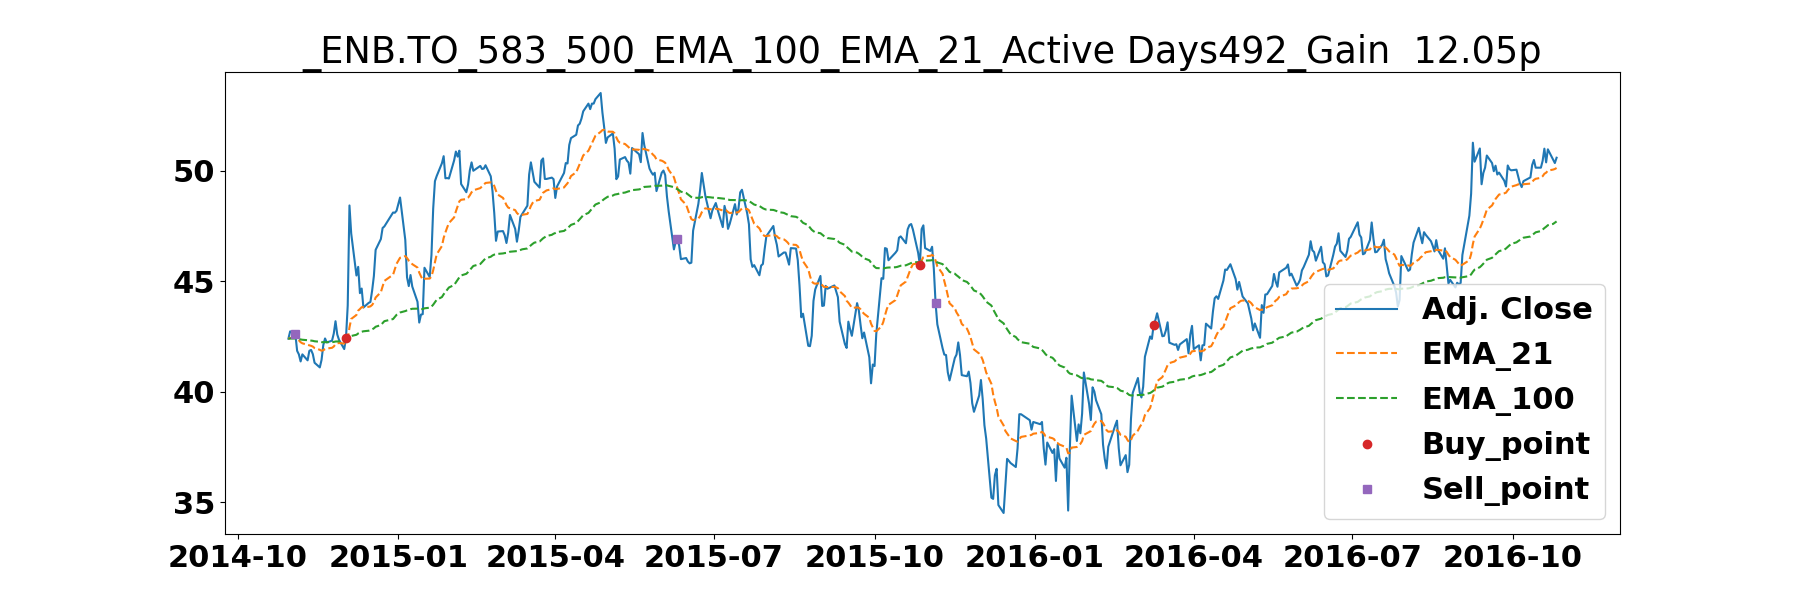 _ENB.TO_583_500_EMA_100_EMA_21_Active Days492_Gain  12.05p
50
45
40
35
Adj. Close
EMA_21
EMA_100
Buy_point
Sell_point
2014-10 2015-01 2015-04 2015-07 2015-10 2016-01 2016-04 2016-07 2016-10